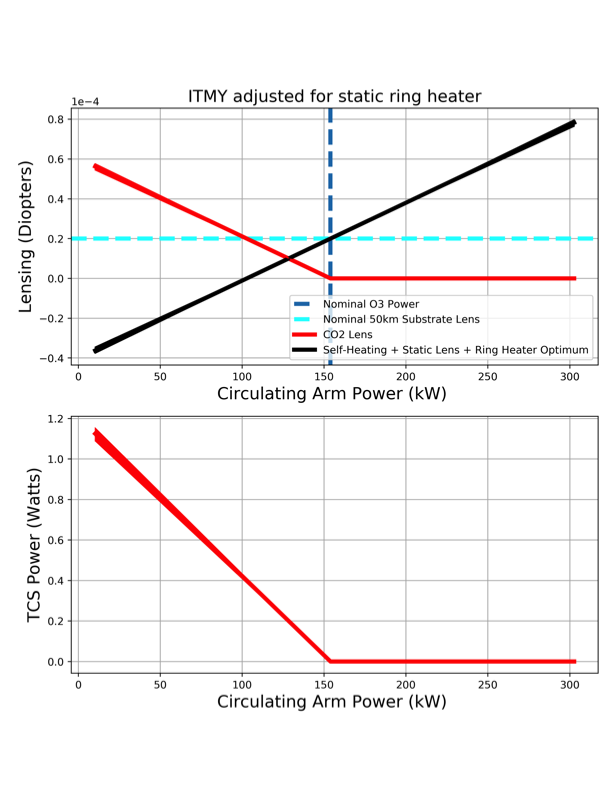 ITMY adjusted for static ring heater
1e−4
0.8
0.6
0.4
0.2
0.0
−0.2
−0.4
Lensing (Diopters)
Nominal O3 Power
Nominal 50km Substrate Lens
CO2 Lens
Self-Heating + Static Lens + Ring Heater Optimum
0 50 100 150 200 250 300
Circulating Arm Power (kW)
1.2
1.0
0.8
0.6
0.4
0.2
0.0
TCS Power (Watts)
0 50 100 150 200 250 300
Circulating Arm Power (kW)